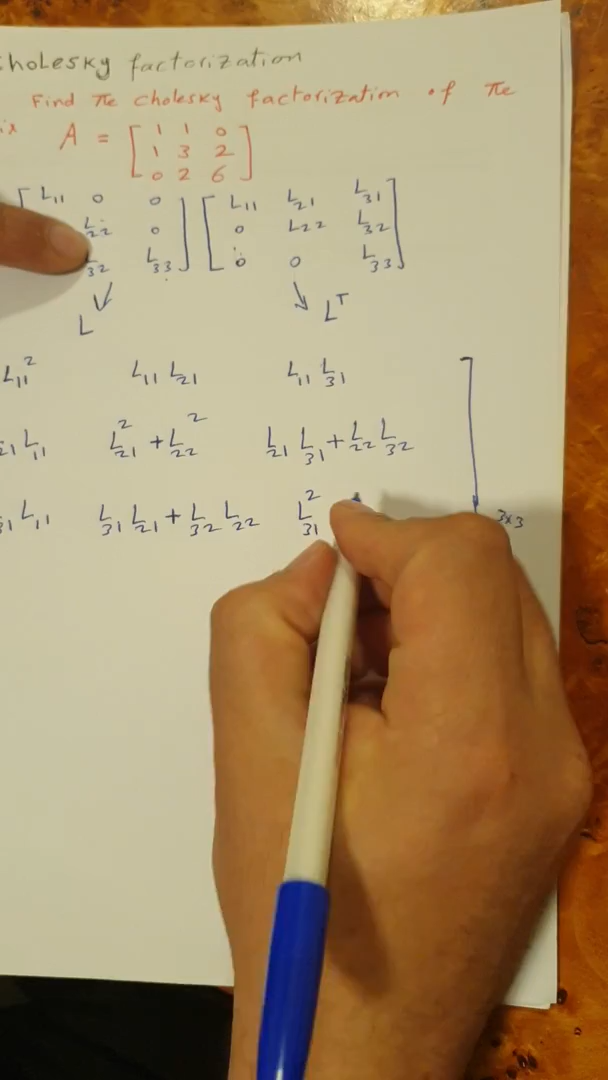 Cholesky factorization
Find the cholesky factorization of the
A = [ 1 1 0
1 3 2
0 2 6 ]
[ L11 0 0 ] [ L11 L21 L31 ]
L22 0 0 L22 L32
L32 L33 0 0 L33
L L^T
L11^2 L11 L21 L11 L31
L11 L21^2 + L22^2 L21 L31 + L22 L32
L11 L31 L21 + L32 L22 L31^2
3x3